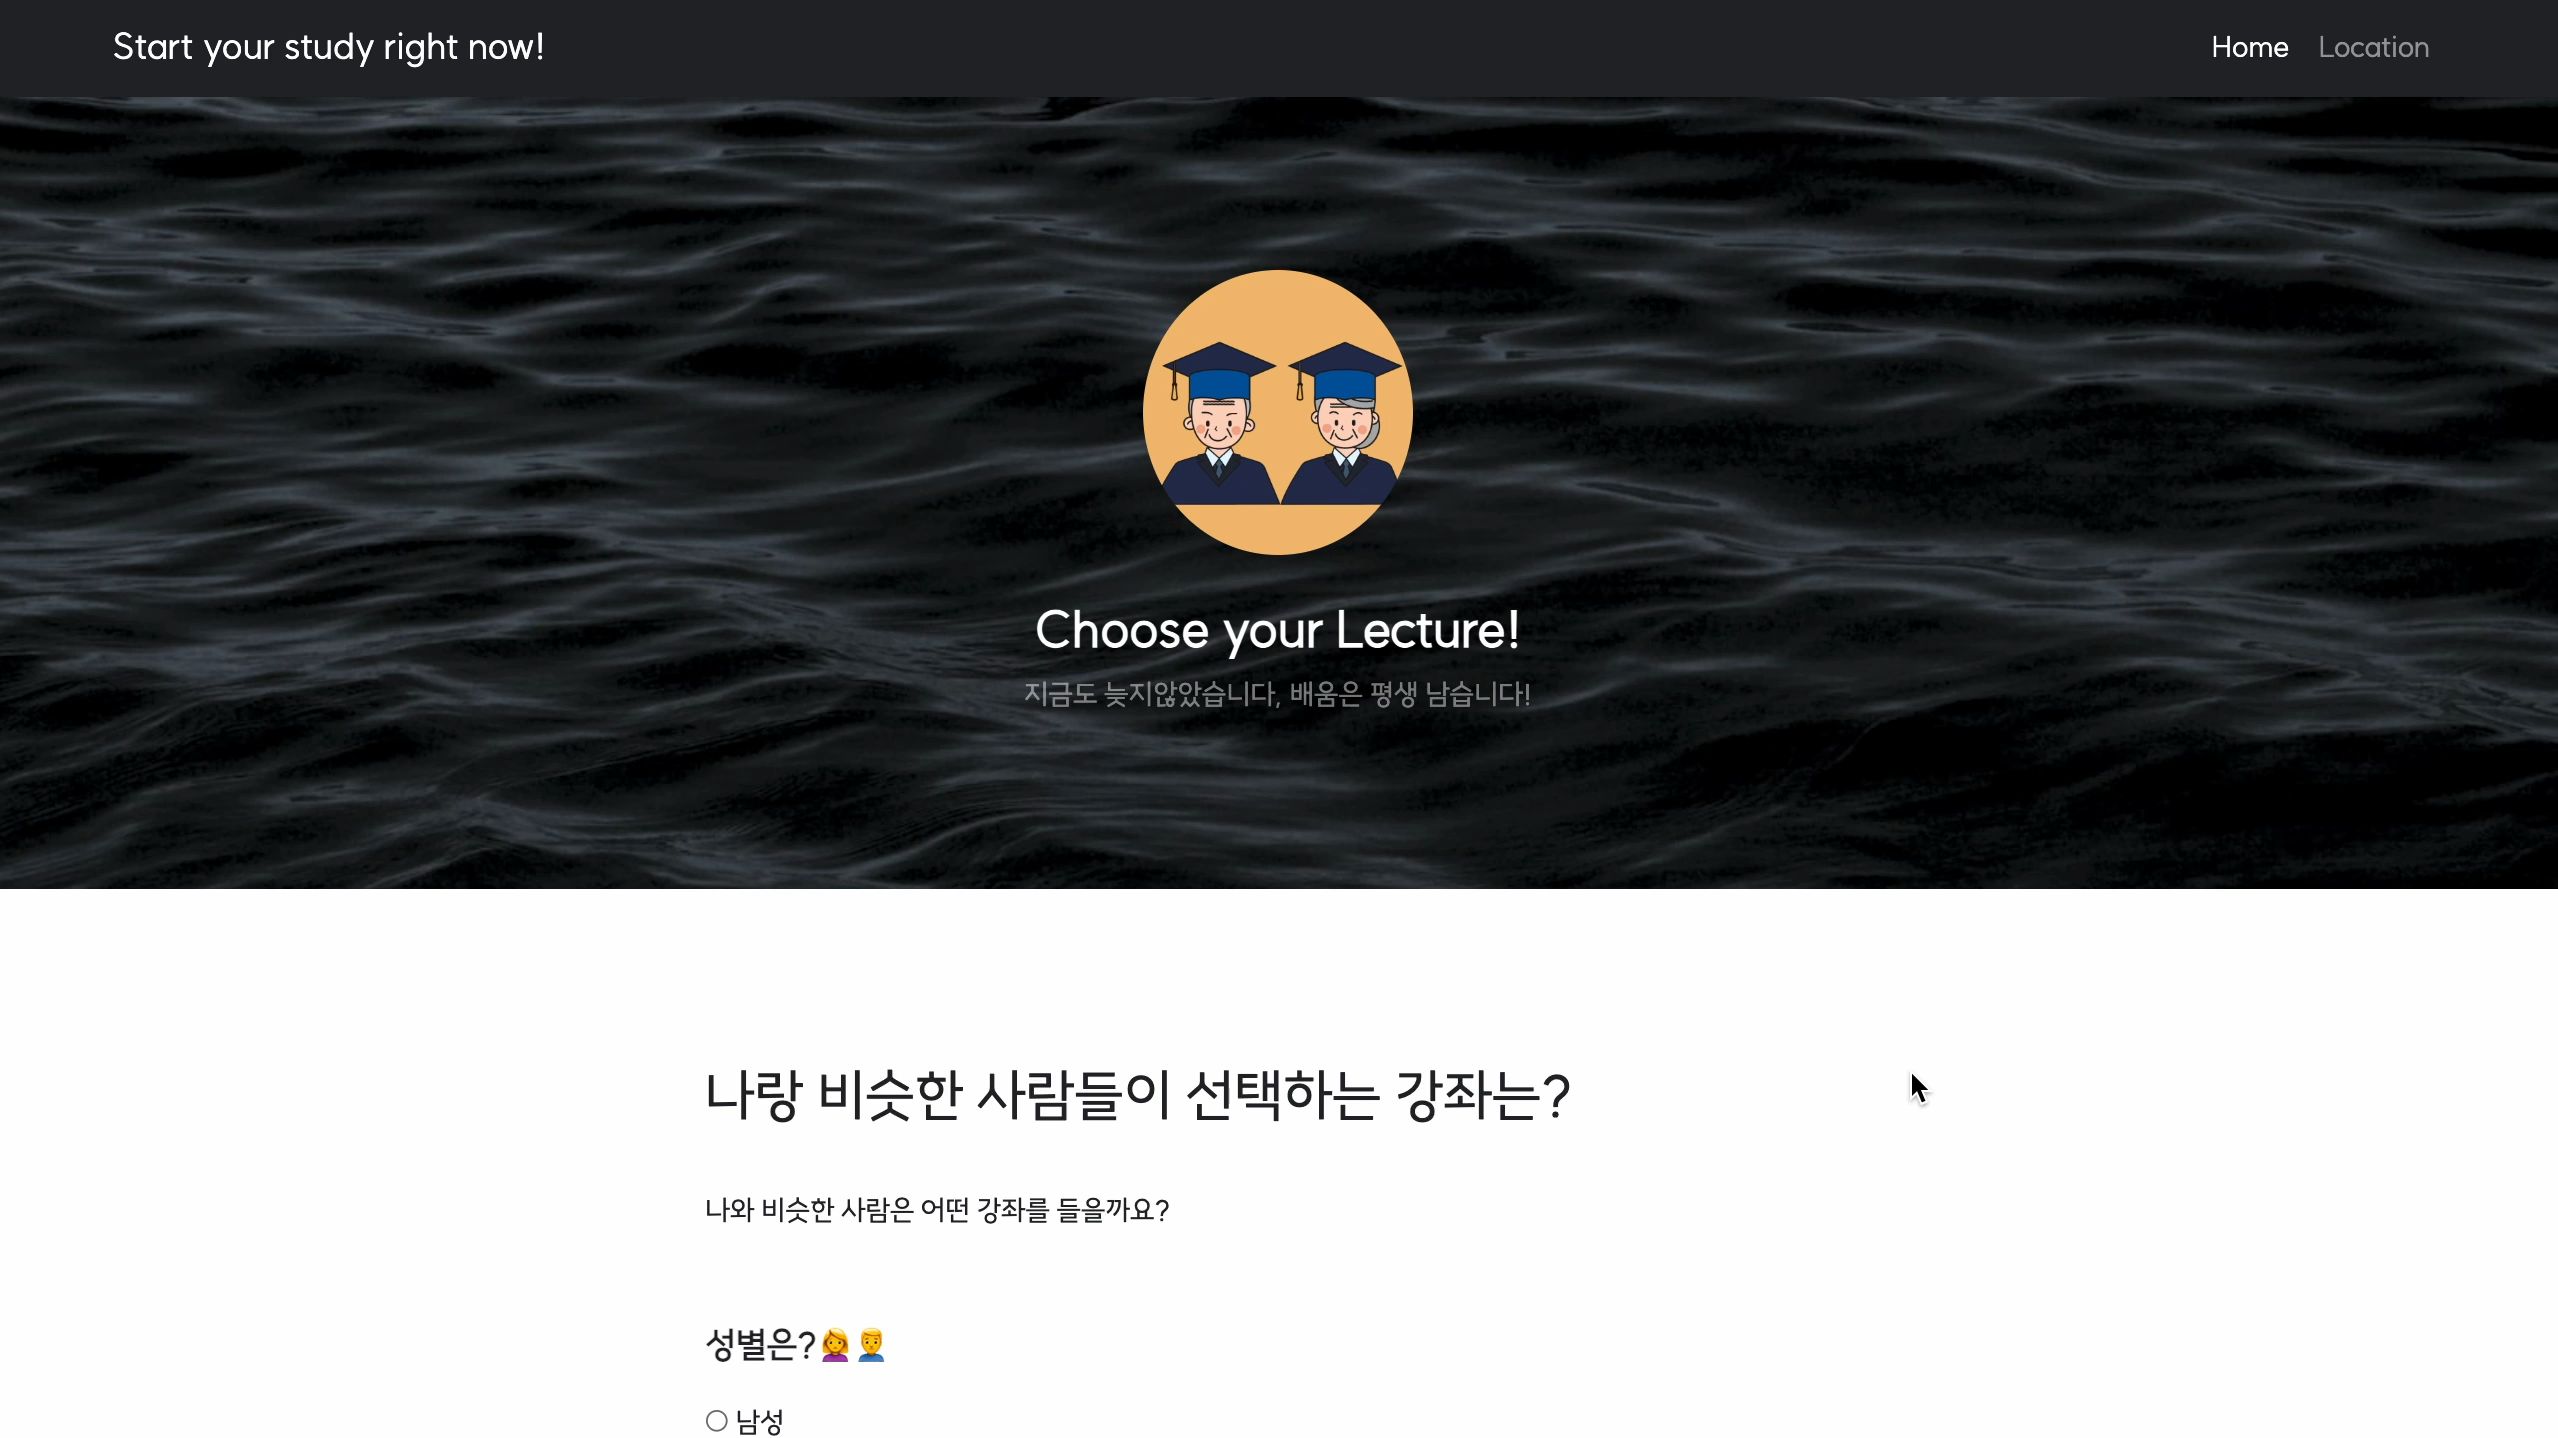 Start your study right now!
Home Location
Choose your Lecture!
지금도 늦지않았습니다, 배움은 평생 남습니다!
나랑 비슷한 사람들이 선택하는 강좌는?
나와 비슷한 사람은 어떤 강좌를 들을까요?
성별은?🙍‍♀️🙎‍♂️
남성